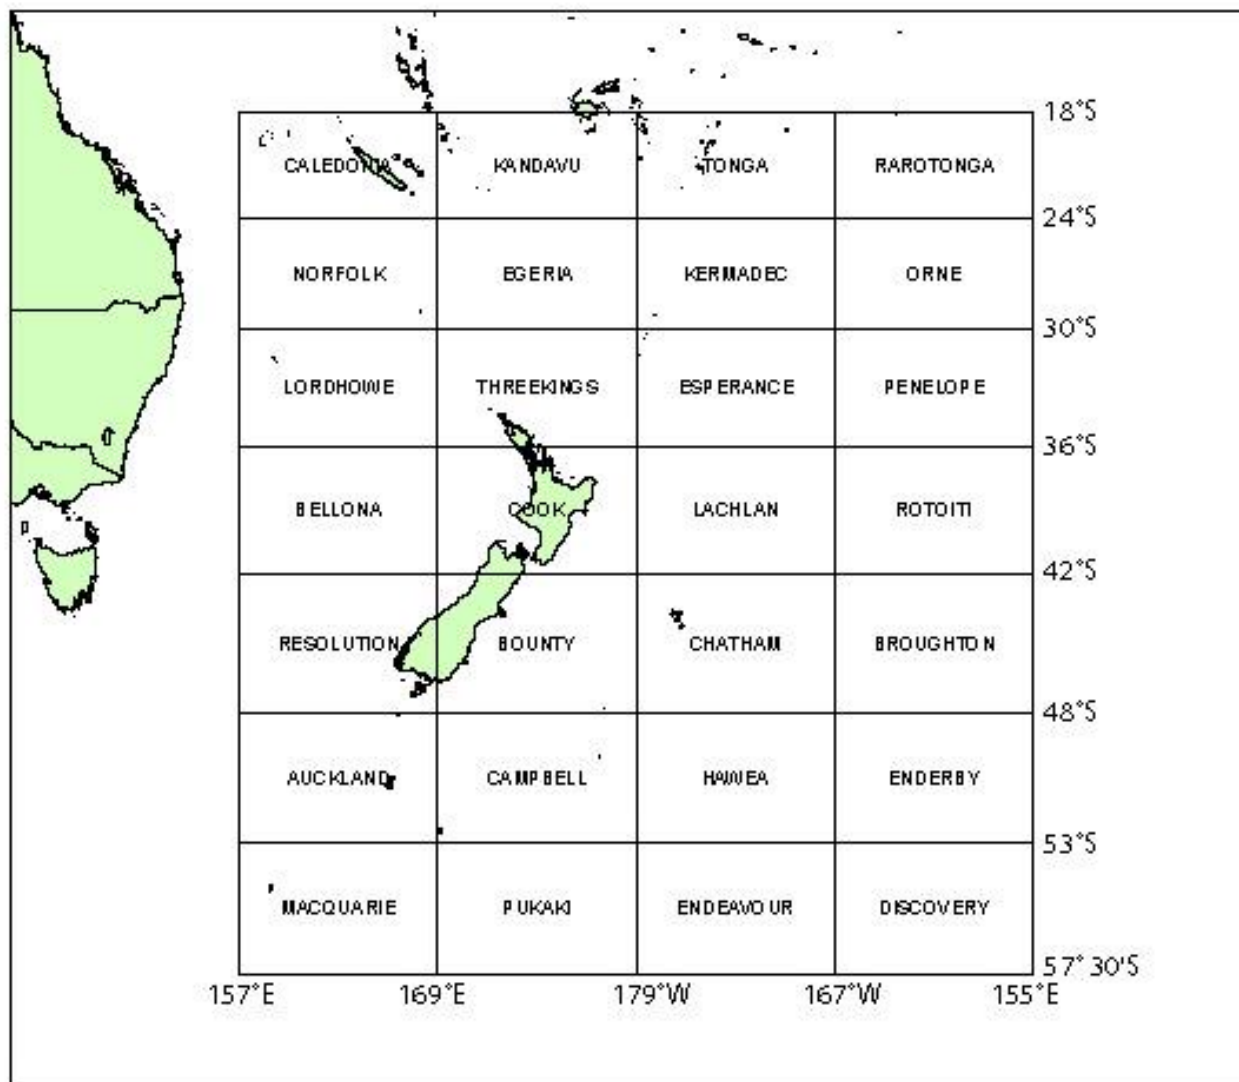 18°S
CALEDONIA KANDAVU TONGA RAROTONGA
24°S
NORFOLK EGERIA KERMADEC ORNE
30°S
LORDHOWE THREEKINGS ESPERANCE PENELOPE
36°S
BELLONA COOK LACHLAN ROTOITI
42°S
RESOLUTION BOUNTY CHATHAM BROUGHTON
48°S
AUCKLAND CAMPBELL HAWEA ENDERBY
53°S
MACQUARIE PUKAKI ENDEAVOUR DISCOVERY
57°30'S
157°E 169°E 179°W 167°W 155°E